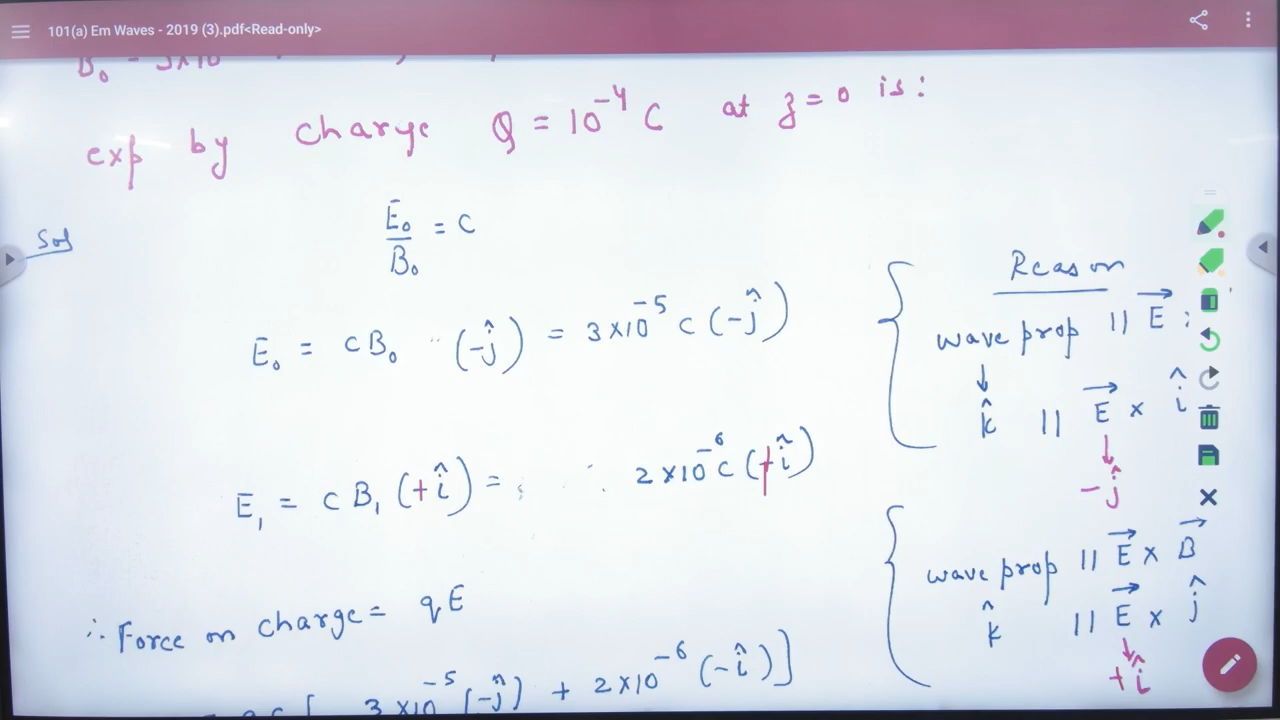 101(a) Em Waves - 2019 (3).pdf<Read-only>
exp by charge Q = 10⁻⁴ C at z = 0 is:
Sol
E₀/B₀ = C
E₀ = cB₀ (-ĵ) = 3×10⁻⁵ c (-ĵ)
E₁ = cB₁ (+î) = 2×10⁻⁶ c (+î)
∴ Force on charge = qE
3×10⁻⁵ (-ĵ) + 2×10⁻⁶ (-î)]
Reason
wave prop || E⃗ :
↓
k̂ || E⃗ × î
↓
-ĵ
wave prop || E⃗ × B⃗
k̂ || E⃗ × ĵ
↓
+î